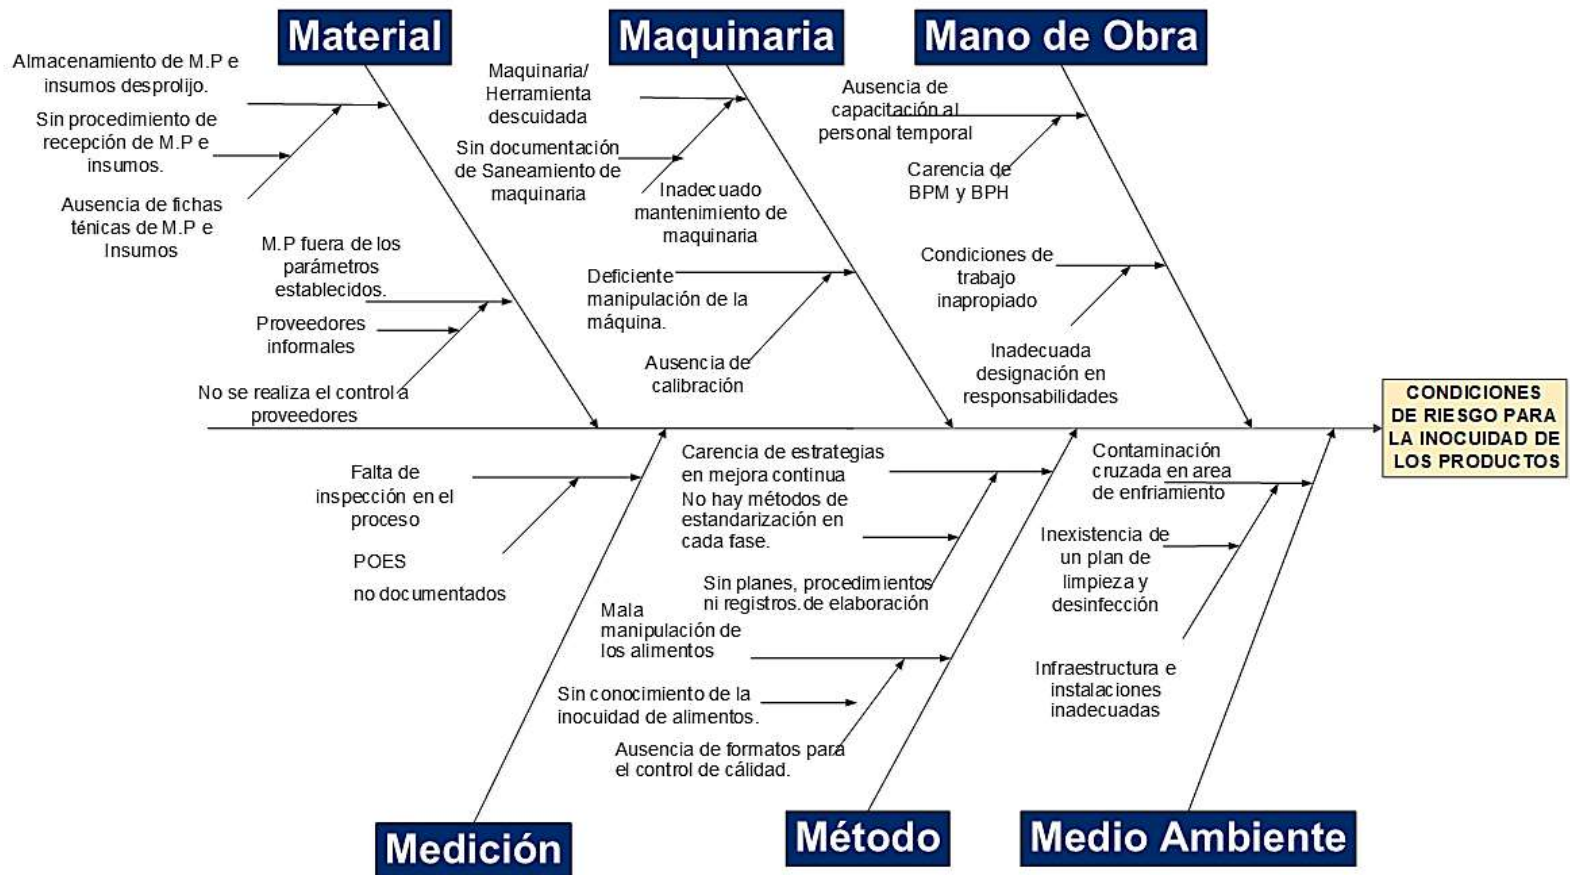 Material
Almacenamiento de M.P e
insumos desprolijo.
Sin procedimiento de
recepción de M.P e
insumos.
Ausencia de fichas
ténicas de M.P e
Insumos
M.P fuera de los
parámetros
establecidos.
Proveedores
informales
No se realiza el control a
proveedores
Maquinaria
Maquinaria/
Herramienta
descuidada
Sin documentación
de Saneamiento de
maquinaria
Inadecuado
mantenimiento de
maquinaria
Deficiente
manipulación de la
máquina.
Ausencia de
calibración
Mano de Obra
Ausencia de
capacitación al
personal temporal
Carencia de
BPM y BPH
Condiciones de
trabajo
inapropiado
Inadecuada
designación en
responsabilidades
CONDICIONES
DE RIESGO PARA
LA INOCUIDAD DE
LOS PRODUCTOS
Falta de
inspección en el
proceso
POES
no documentados
Medición
Carencia de estrategias
en mejora continua
No hay métodos de
estandarización en
cada fase.
Sin planes, procedimientos
ni registros.de elaboración
Mala
manipulación de
los alimentos
Sin conocimiento de la
inocuidad de alimentos.
Ausencia de formatos para
el control de cálidad.
Método
Contaminación
cruzada en area
de enfriamiento
Inexistencia de
un plan de
limpieza y
desinfección
Infraestructura e
instalaciones
inadecuadas
Medio Ambiente